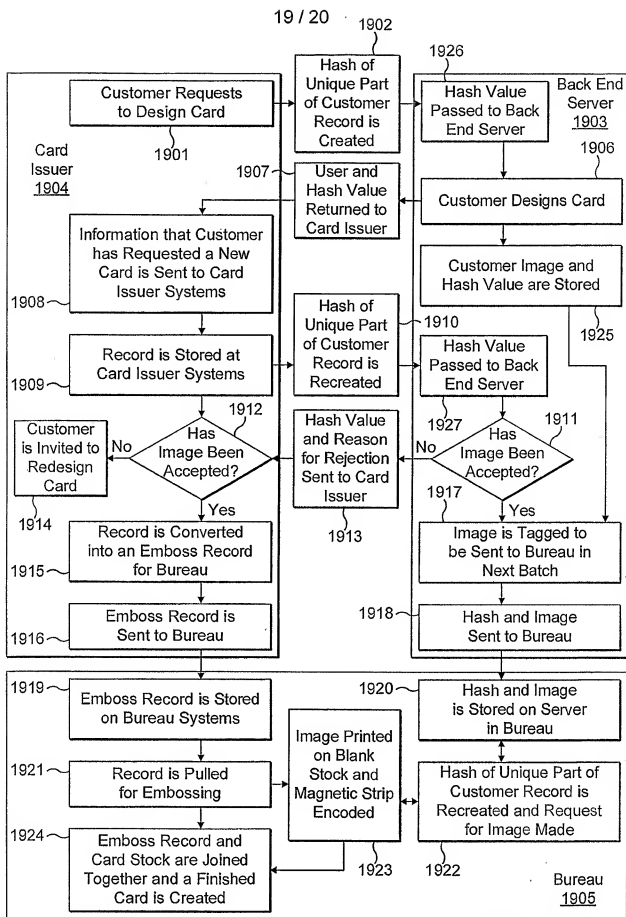 19 / 20
1902
1926
Customer Requests
to Design Card
1901
Hash of
Unique Part
of Customer
Record is
Created
Hash Value
Passed to Back
End Server
Back End
Server
1903
Card
Issuer
1904
1907
User and
Hash Value
Returned to
Card Issuer
1906
Customer Designs Card
Information that Customer
has Requested a New
Card is Sent to Card
Issuer Systems
1908
Customer Image and
Hash Value are Stored
1925
Record is Stored at
Card Issuer Systems
1909
1910
Hash of
Unique Part
of Customer
Record is
Recreated
Hash Value
Passed to Back
End Server
1927
1912
Has
Image Been
Accepted?
No
Yes
Customer
is Invited to
Redesign
Card
1914
Hash Value
and Reason
for Rejection
Sent to Card
Issuer
1913
1911
Has
Image Been
Accepted?
No
Yes
1917
Record is Converted
into an Emboss Record
for Bureau
1915
Image is Tagged to
be Sent to Bureau in
Next Batch
Emboss Record is
Sent to Bureau
1916
1918
Hash and Image
Sent to Bureau
1919
Emboss Record is Stored
on Bureau Systems
1920
Hash and Image
is Stored on Server
in Bureau
1921
Record is Pulled
for Embossing
Image Printed
on Blank
Stock and
Magnetic Strip
Encoded
1923
Hash of Unique Part of
Customer Record is
Recreated and Request
for Image Made
1922
1924
Emboss Record and
Card Stock are Joined
Together and a Finished
Card is Created
Bureau
1905